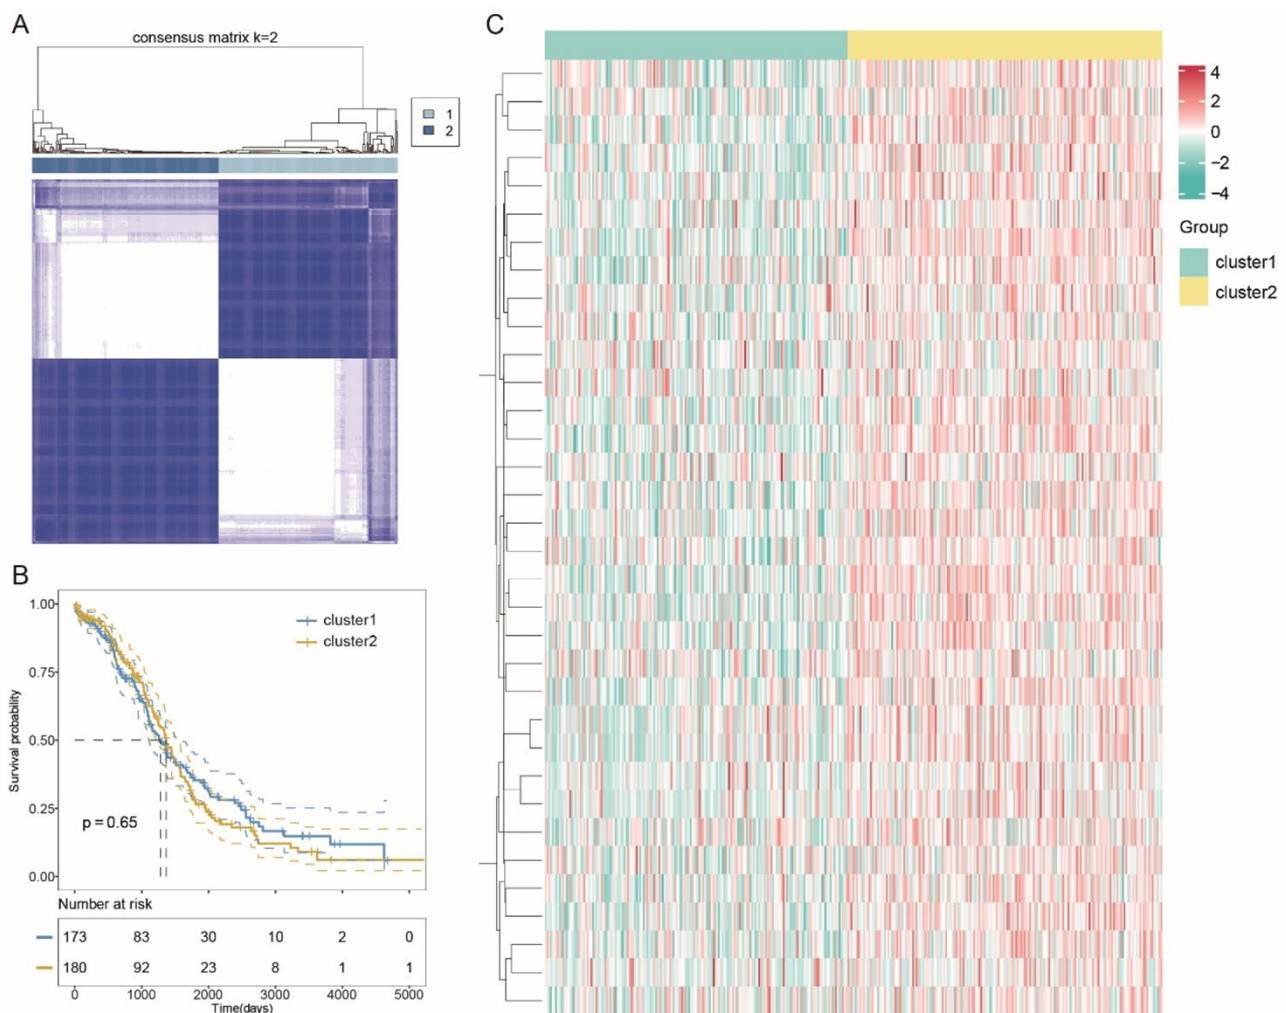 A
consensus matrix k=2
1
2
B
1.00
0.75
0.50
0.25
0.00
Survival probability
cluster1
cluster2
p = 0.65
Number at risk
173 83 30 10 2 0
180 92 23 8 1 1
0 1000 2000 3000 4000 5000
Time(days)
C
4
2
0
−2
−4
Group
cluster1
cluster2